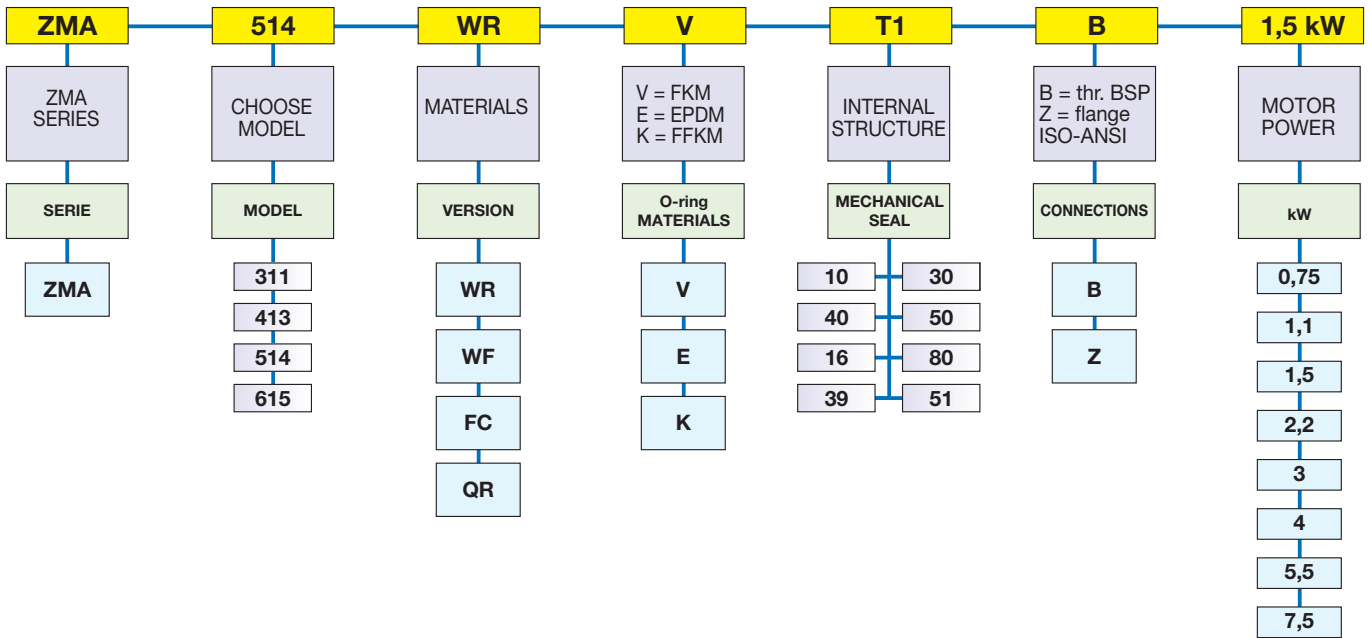 ZMA
514
WR
V
T1
B
1,5 kW
ZMA
SERIES
CHOOSE
MODEL
MATERIALS
V = FKM
E = EPDM
K = FFKM
INTERNAL
STRUCTURE
B = thr. BSP
Z = flange
ISO-ANSI
MOTOR
POWER
SERIE
MODEL
VERSION
O-ring
MATERIALS
MECHANICAL
SEAL
CONNECTIONS
kW
ZMA
311
413
514
615
WR
WF
FC
QR
V
E
K
10
30
40
50
16
80
39
51
B
Z
0,75
1,1
1,5
2,2
3
4
5,5
7,5